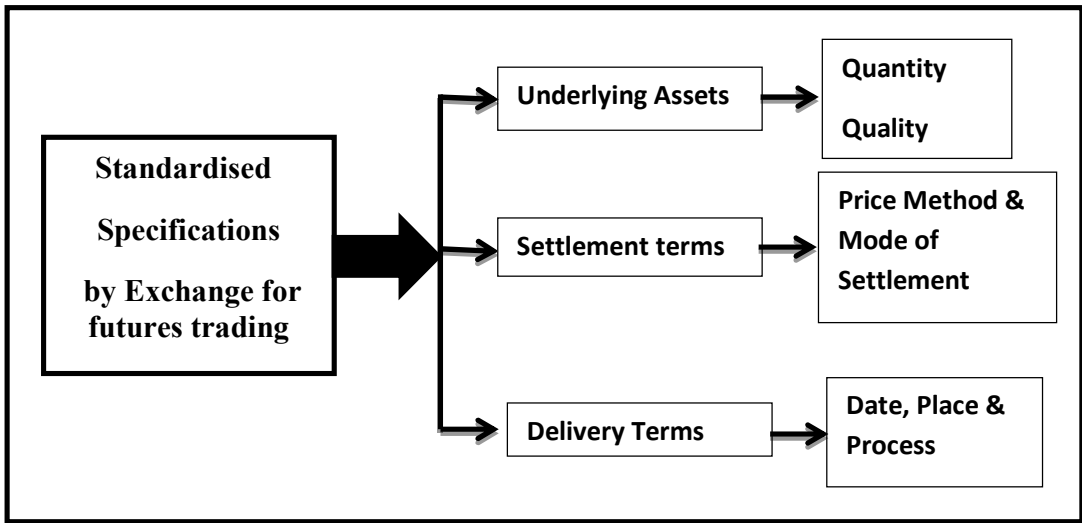 Standardised
Specifications
by Exchange for
futures trading
Underlying Assets
Quantity
Quality
Settlement terms
Price Method &
Mode of
Settlement
Delivery Terms
Date, Place &
Process